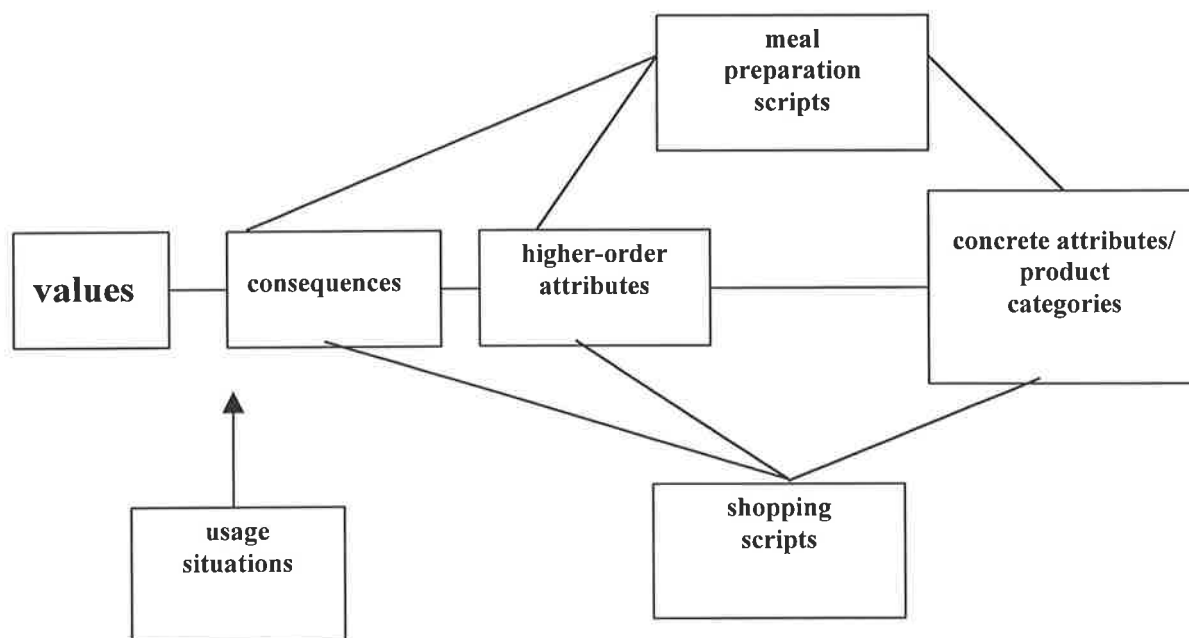 meal
preparation
scripts
values
consequences
higher-order
attributes
concrete attributes/
product
categories
usage
situations
shopping
scripts